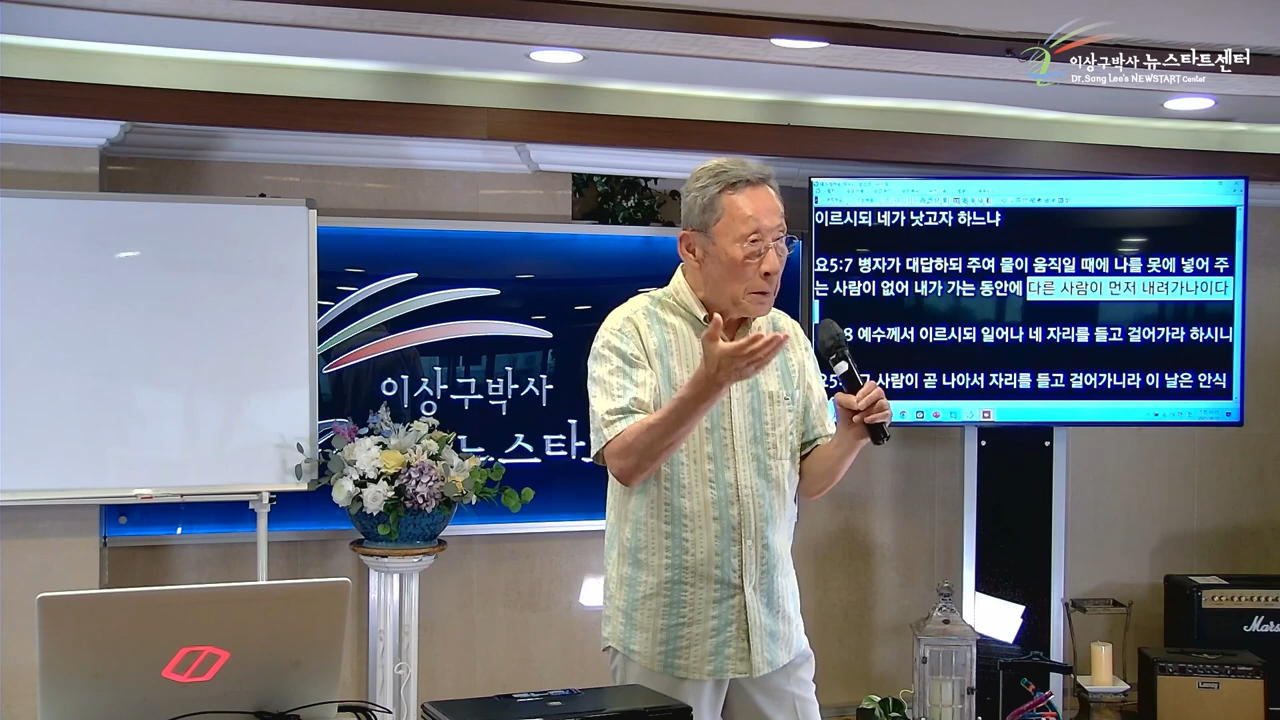 이상구박사 뉴스타트센터
Dr. Sang Lee's NEWSTART Center
이르시되 네가 낫고자 하느냐
요5:7 병자가 대답하되 주여 물이 움직일 때에 나를 못에 넣어 주
는 사람이 없어 내가 가는 동안에 다른 사람이 먼저 내려가나이다
8 예수께서 이르시되 일어나 네 자리를 들고 걸어가라 하시니
사람이 곧 나아서 자리를 들고 걸어가니라 이 날은 안식
이상구박사
뉴스타
Mars
Laney